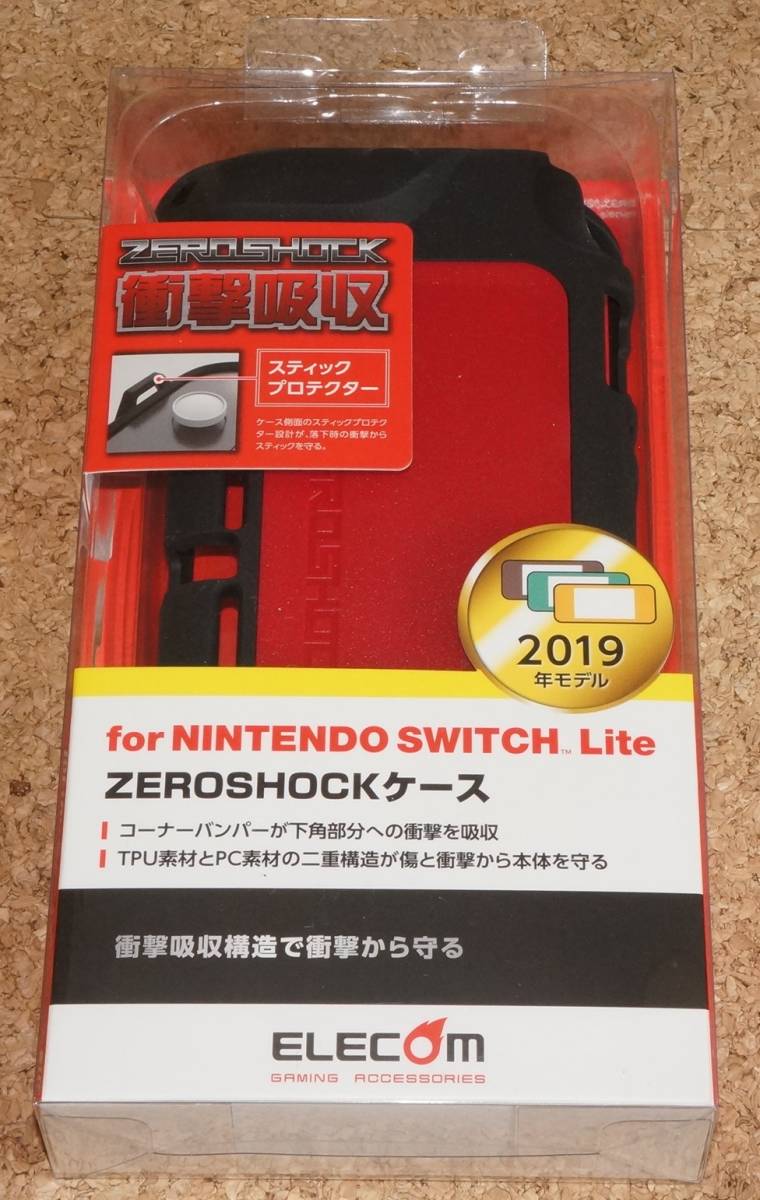 ZEROSHOCK
衝撃吸収
スティック
プロテクター
ケース側面のスティックプロテク
ター設計が、落下時の衝撃から
スティックを守る。
ROSHO
2019
年モデル
for NINTENDO SWITCH™ Lite
ZEROSHOCKケース
コーナーバンパーが下角部分への衝撃を吸収
TPU素材とPC素材の二重構造が傷と衝撃から本体を守る
衝撃吸収構造で衝撃から守る
ELECOM
GAMING ACCESSORIES